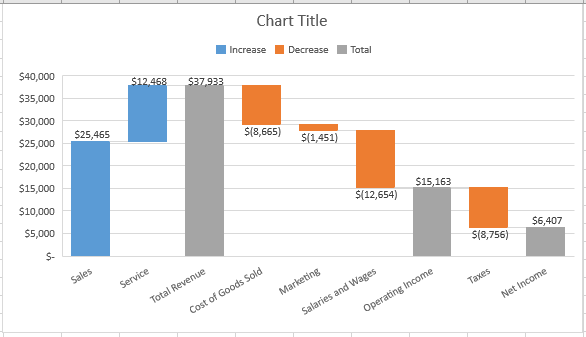 Chart Title
Increase Decrease Total
$40,000
$35,000
$30,000
$25,000
$20,000
$15,000
$10,000
$5,000
$-
$25,465
$12,468
$37,933
$(8,665)
$(1,451)
$(12,654)
$15,163
$(8,756)
$6,407
Sales
Service
Total Revenue
Cost of Goods Sold
Marketing
Salaries and Wages
Operating Income
Taxes
Net Income